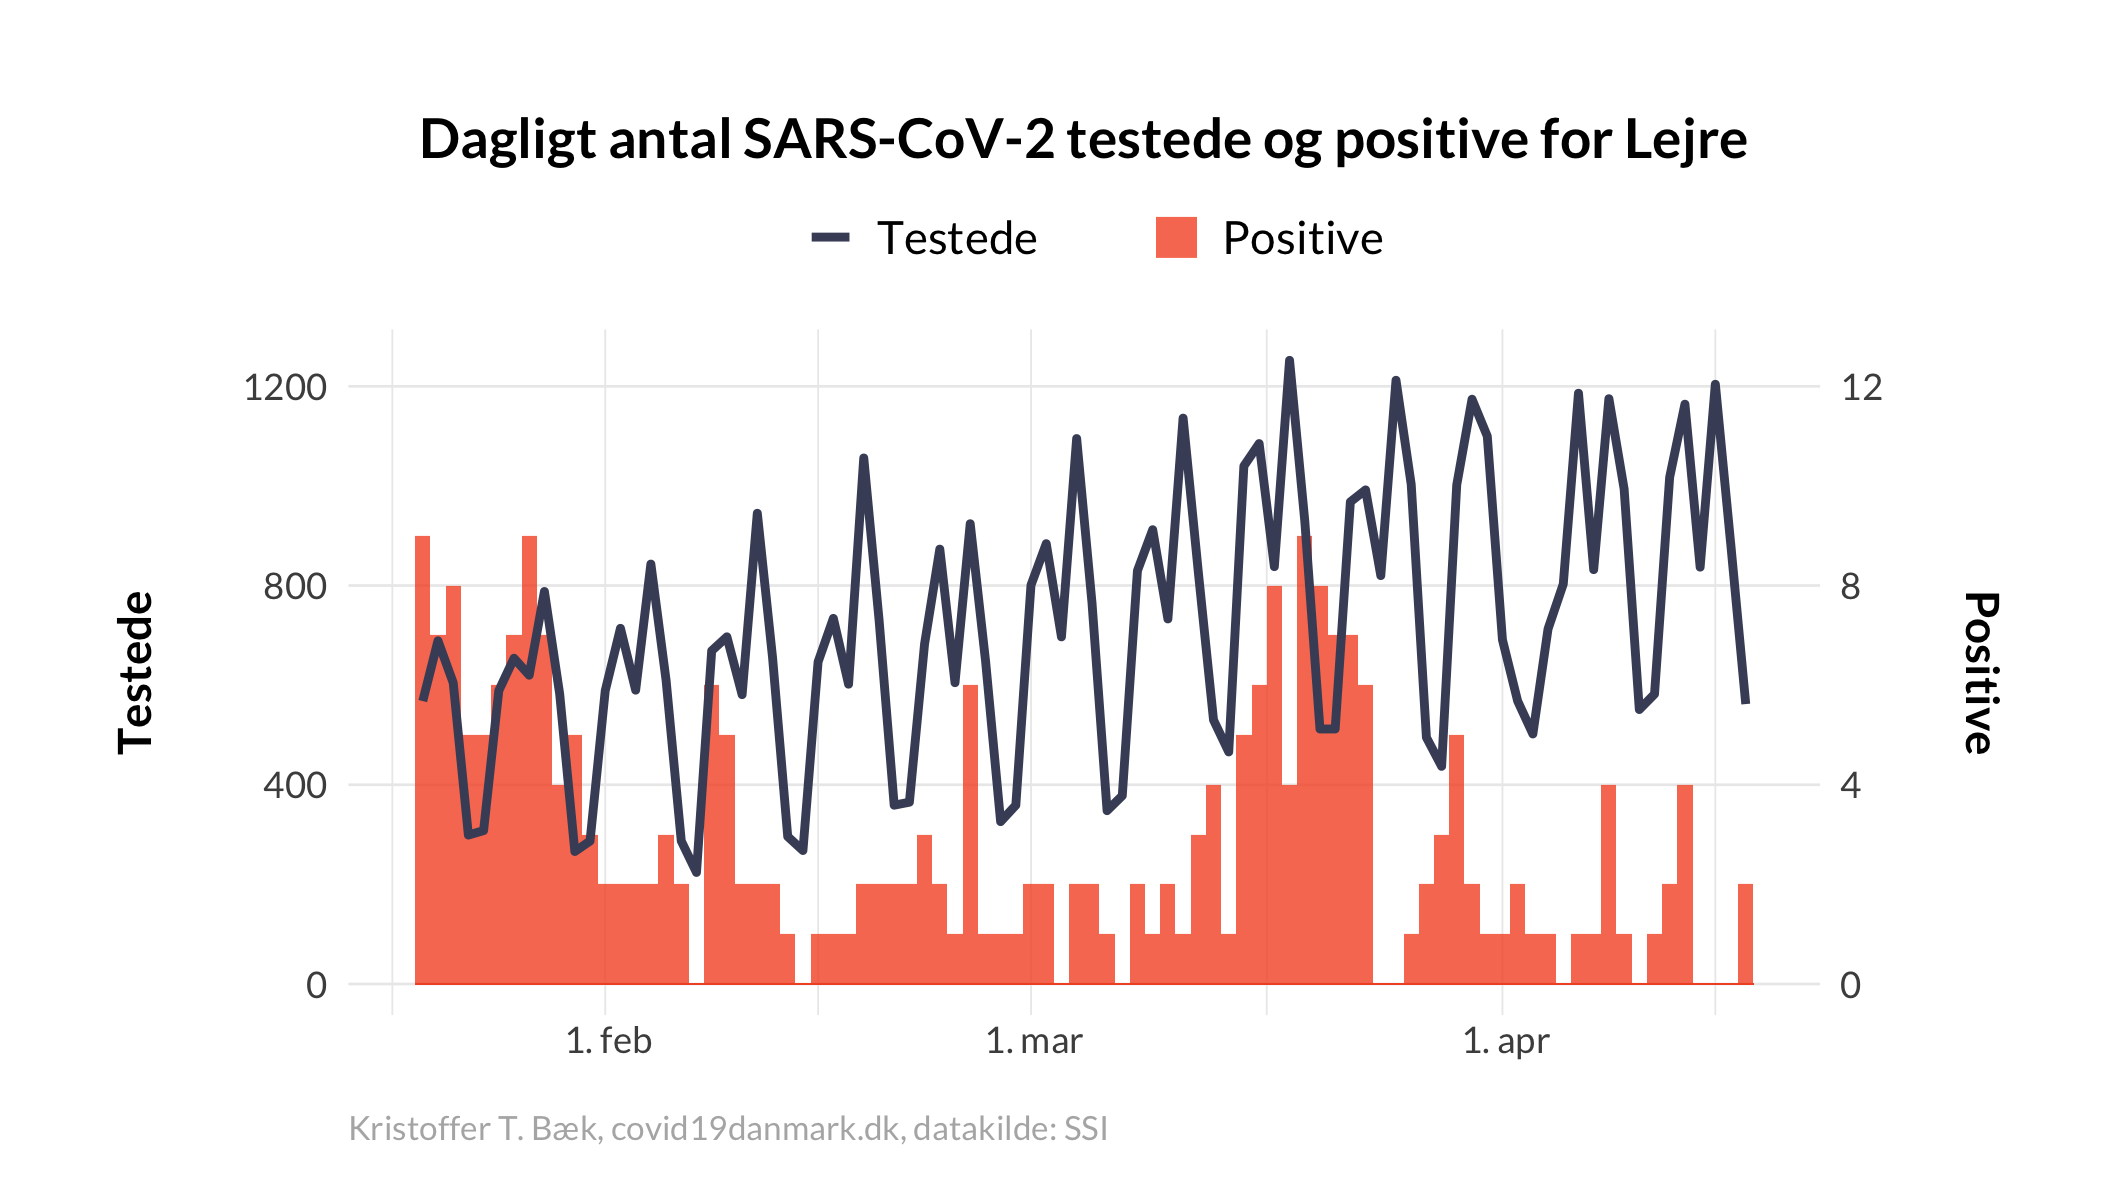 Dagligt antal SARS-CoV-2 testede og positive for Lejre
Testede
Positive
1200
800
400
0
12
8
4
0
Testede
Positive
1. feb
1. mar
1. apr
Kristoffer T. Bæk, covid19danmark.dk, datakilde: SSI